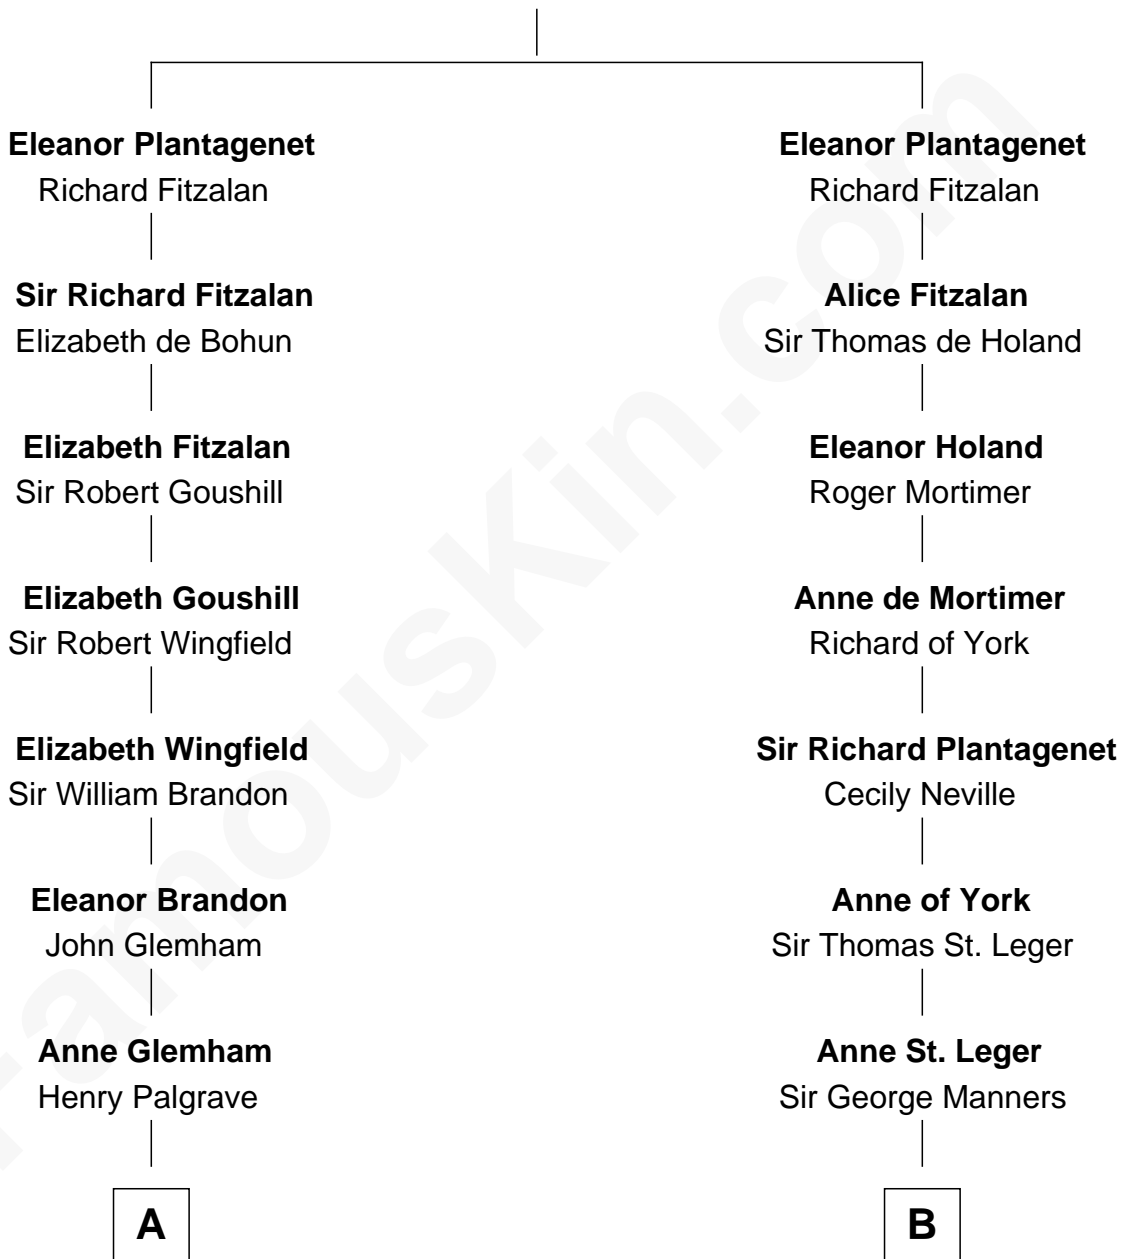 Eleanor Plantagenet
Richard Fitzalan
Sir Richard Fitzalan
Elizabeth de Bohun
Elizabeth Fitzalan
Sir Robert Goushill
Elizabeth Goushill
Sir Robert Wingfield
Elizabeth Wingfield
Sir William Brandon
Eleanor Brandon
John Glemham
Anne Glemham
Henry Palgrave
A
Eleanor Plantagenet
Richard Fitzalan
Alice Fitzalan
Sir Thomas de Holand
Eleanor Holand
Roger Mortimer
Anne de Mortimer
Richard of York
Sir Richard Plantagenet
Cecily Neville
Anne of York
Sir Thomas St. Leger
Anne St. Leger
Sir George Manners
B
FamousKin.com